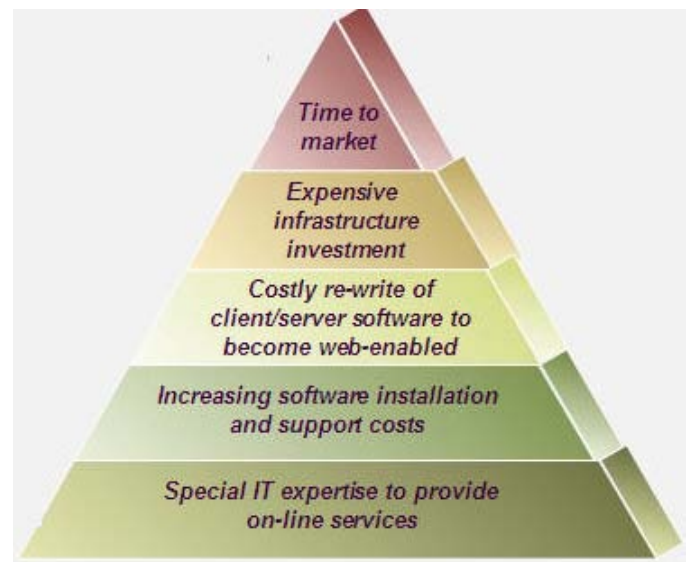 Time to
market
Expensive
infrastructure
investment
Costly re-write of
client/server software to
become web-enabled
Increasing software installation
and support costs
Special IT expertise to provide
on-line services